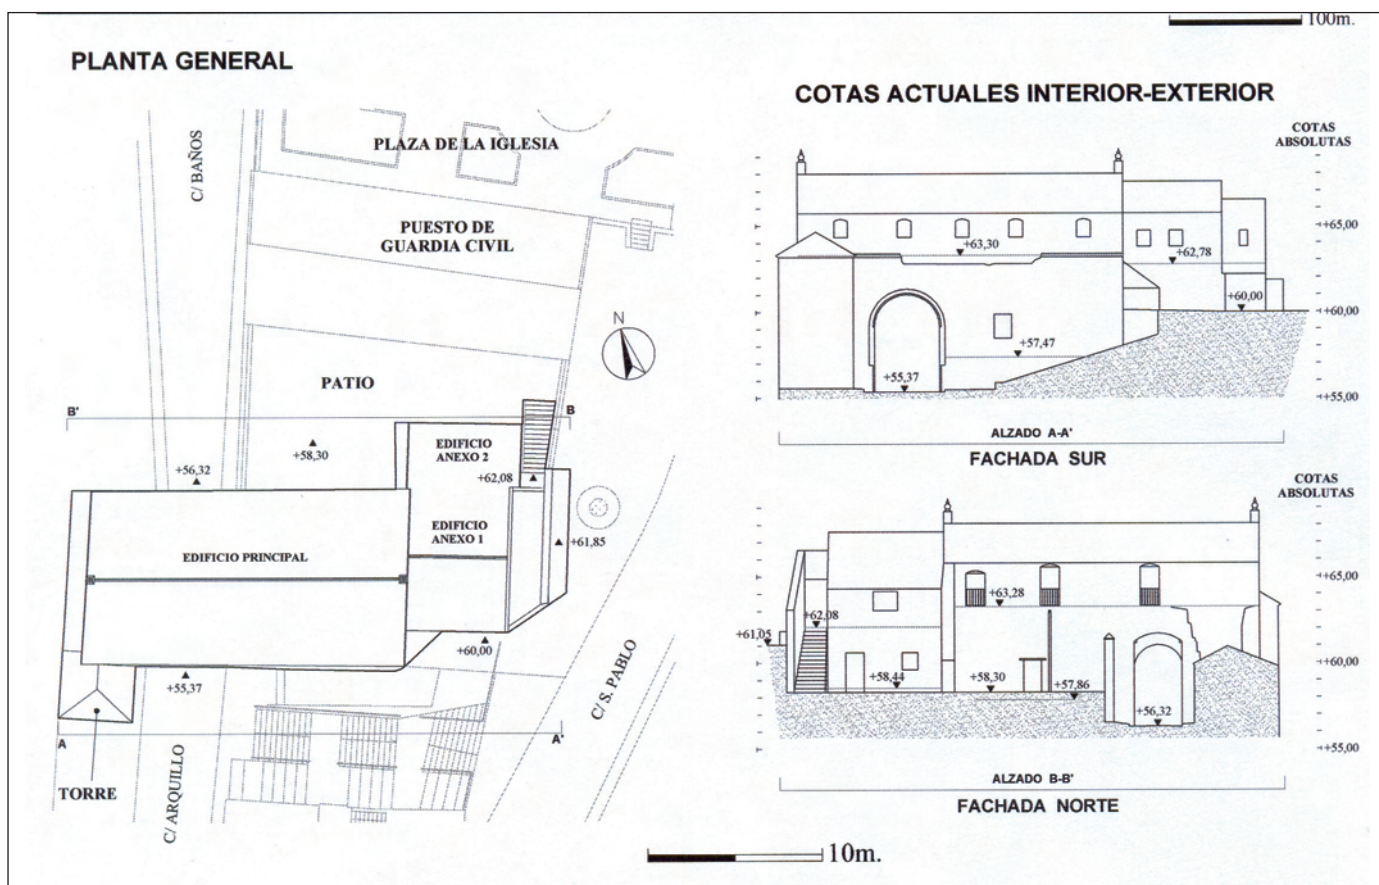 100m.
PLANTA GENERAL
C/ BAÑOS
PLAZA DE LA IGLESIA
PUESTO DE
GUARDIA CIVIL
N
PATIO
B'
B
+58,30
+56,32
EDIFICIO
ANEXO 2
+62,08
EDIFICIO
ANEXO 1
+61,85
EDIFICIO PRINCIPAL
+60,00
+55,37
C/ S. PABLO
A
A'
TORRE
C/ ARQUILLO
10m.
COTAS ACTUALES INTERIOR-EXTERIOR
COTAS
ABSOLUTAS
+65,00
+63,30
+62,78
+60,00
+60,00
+57,47
+55,37
+55,00
ALZADO A-A'
FACHADA SUR
COTAS
ABSOLUTAS
+65,00
+63,28
+62,08
+61,05
+60,00
+58,44
+58,30
+57,86
+56,32
+55,00
ALZADO B-B'
FACHADA NORTE